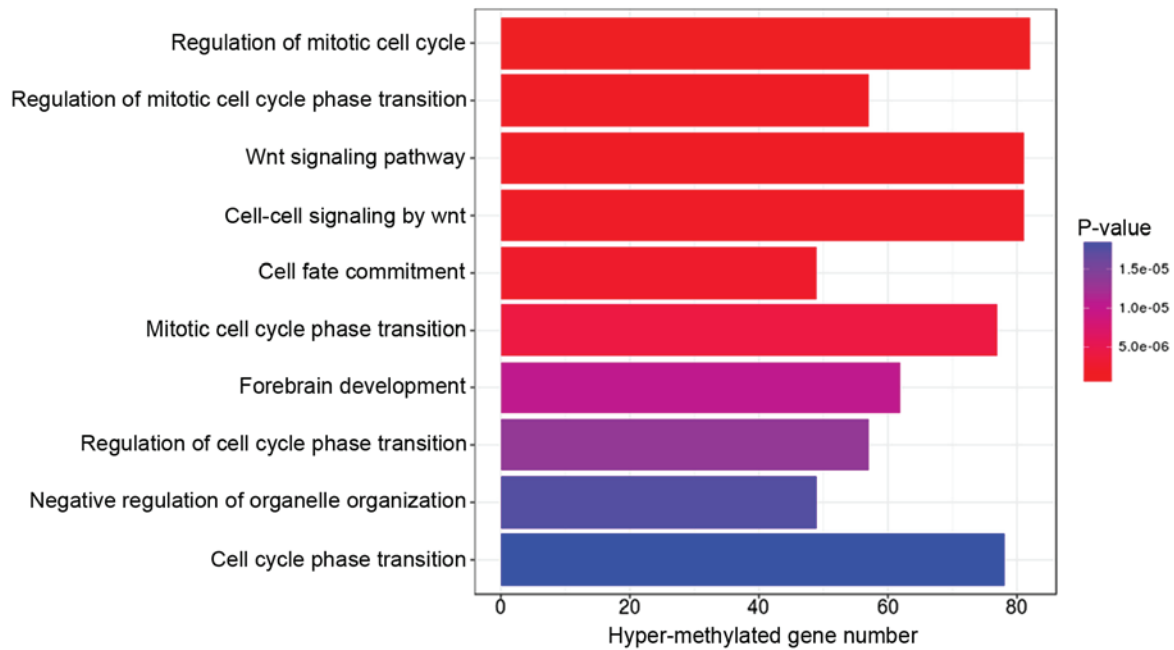 Regulation of mitotic cell cycle
Regulation of mitotic cell cycle phase transition
Wnt signaling pathway
Cell-cell signaling by wnt
Cell fate commitment
Mitotic cell cycle phase transition
Forebrain development
Regulation of cell cycle phase transition
Negative regulation of organelle organization
Cell cycle phase transition
0 20 40 60 80
Hyper-methylated gene number
P-value
1.5e-05
1.0e-05
5.0e-06